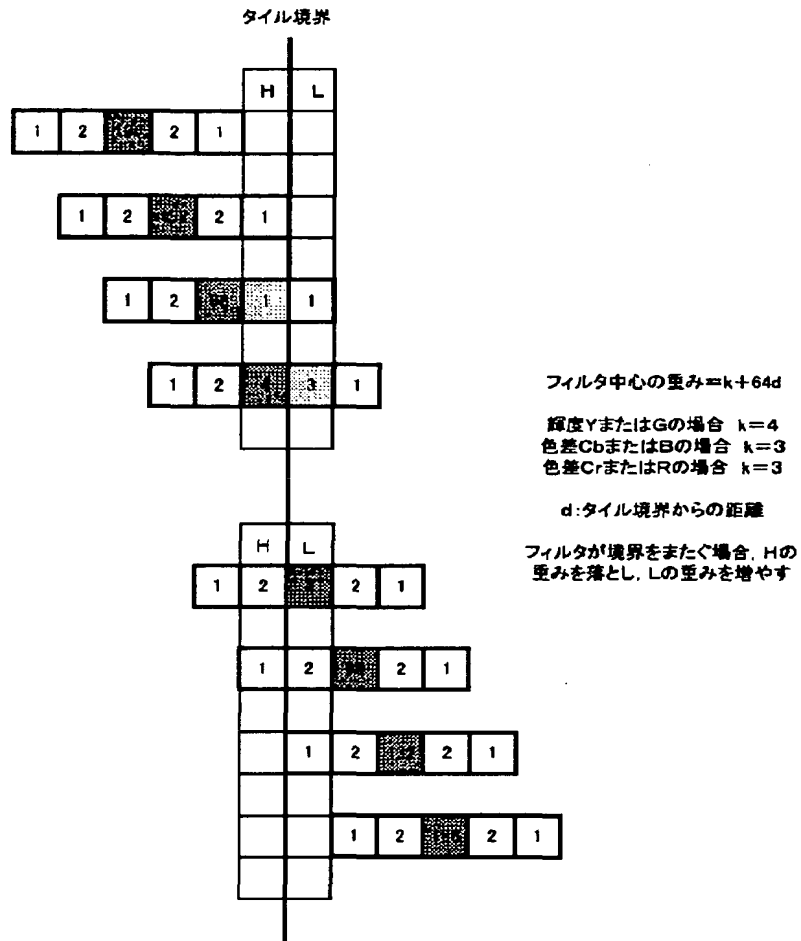 タイル境界
H L
1 2 2 1
1 2 2 1
1 2 1 1
1 2 3 1
フィルタ中心の重み=k+64d
輝度YまたはGの場合 k=4
色差CbまたはBの場合 k=3
色差CrまたはRの場合 k=3
d:タイル境界からの距離
フィルタが境界をまたぐ場合, Hの
重みを落とし, Lの重みを増やす
H L
1 2 2 1
1 2 2 1
1 2 2 1
1 2 2 1